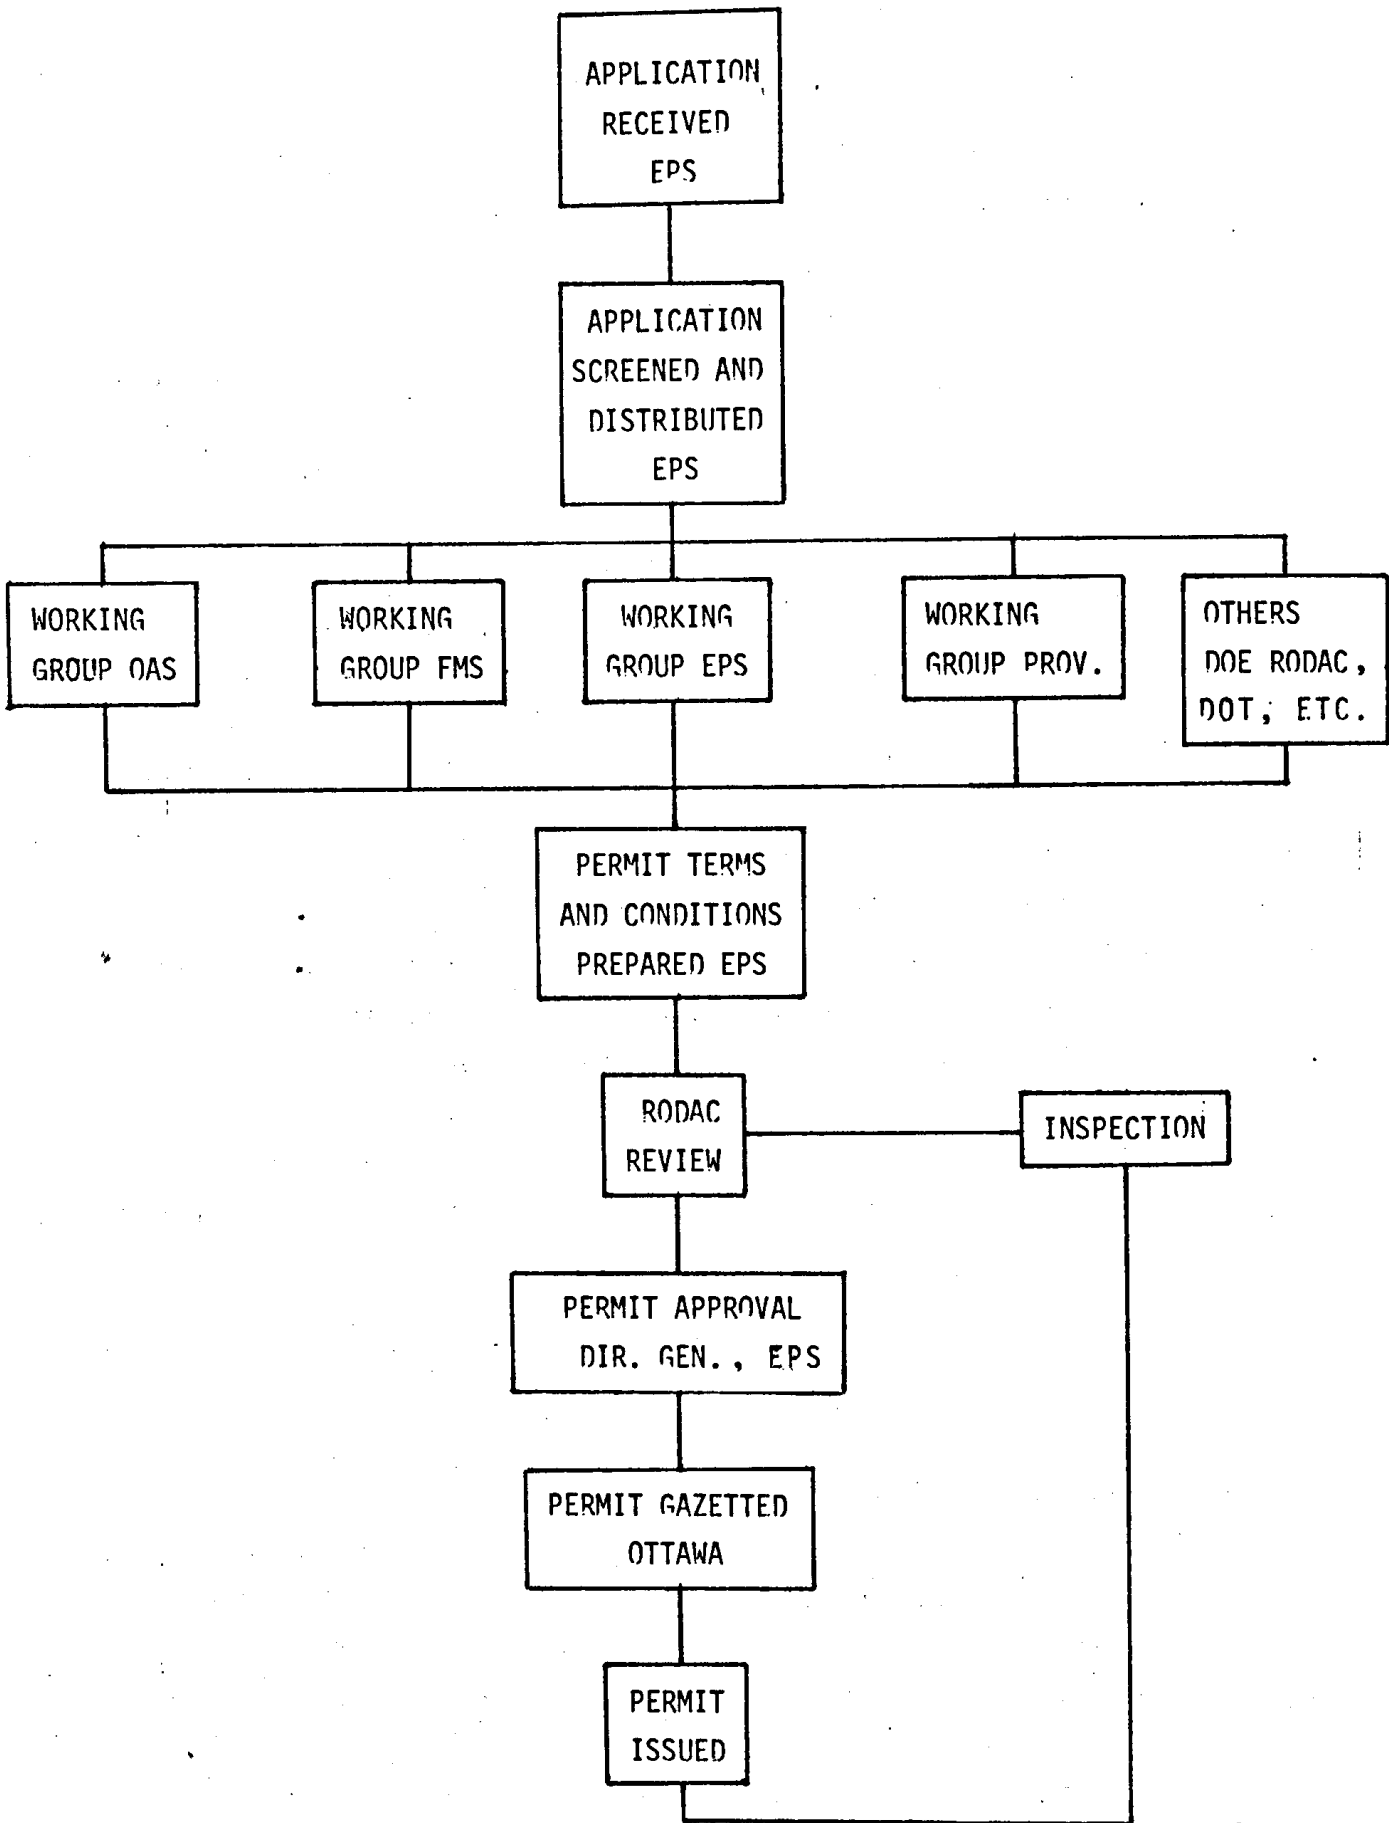 APPLICATION
RECEIVED
EPS
APPLICATION
SCREENED AND
DISTRIBUTED
EPS
WORKING
GROUP OAS
WORKING
GROUP FMS
WORKING
GROUP EPS
WORKING
GROUP PROV.
OTHERS
DOE RODAC,
DOT, ETC.
PERMIT TERMS
AND CONDITIONS
PREPARED EPS
RODAC
REVIEW
INSPECTION
PERMIT APPROVAL
DIR. GEN., EPS
PERMIT GAZETTED
OTTAWA
PERMIT
ISSUED